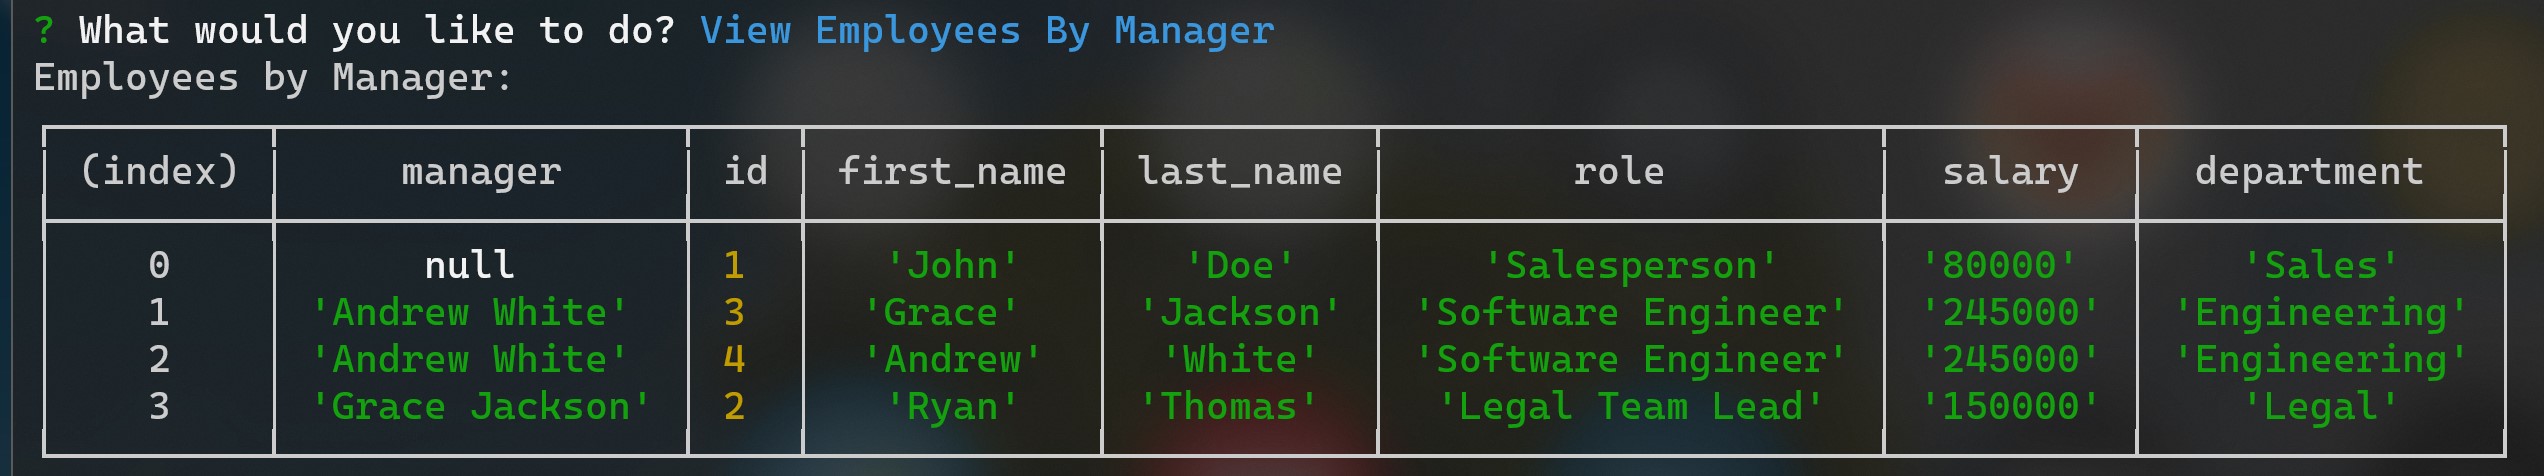 ? What would you like to do? View Employees By Manager
Employees by Manager:
(index) manager id first_name last_name role salary department
0 null 1 'John' 'Doe' 'Salesperson' '80000' 'Sales'
1 'Andrew White' 3 'Grace' 'Jackson' 'Software Engineer' '245000' 'Engineering'
2 'Andrew White' 4 'Andrew' 'White' 'Software Engineer' '245000' 'Engineering'
3 'Grace Jackson' 2 'Ryan' 'Thomas' 'Legal Team Lead' '150000' 'Legal'